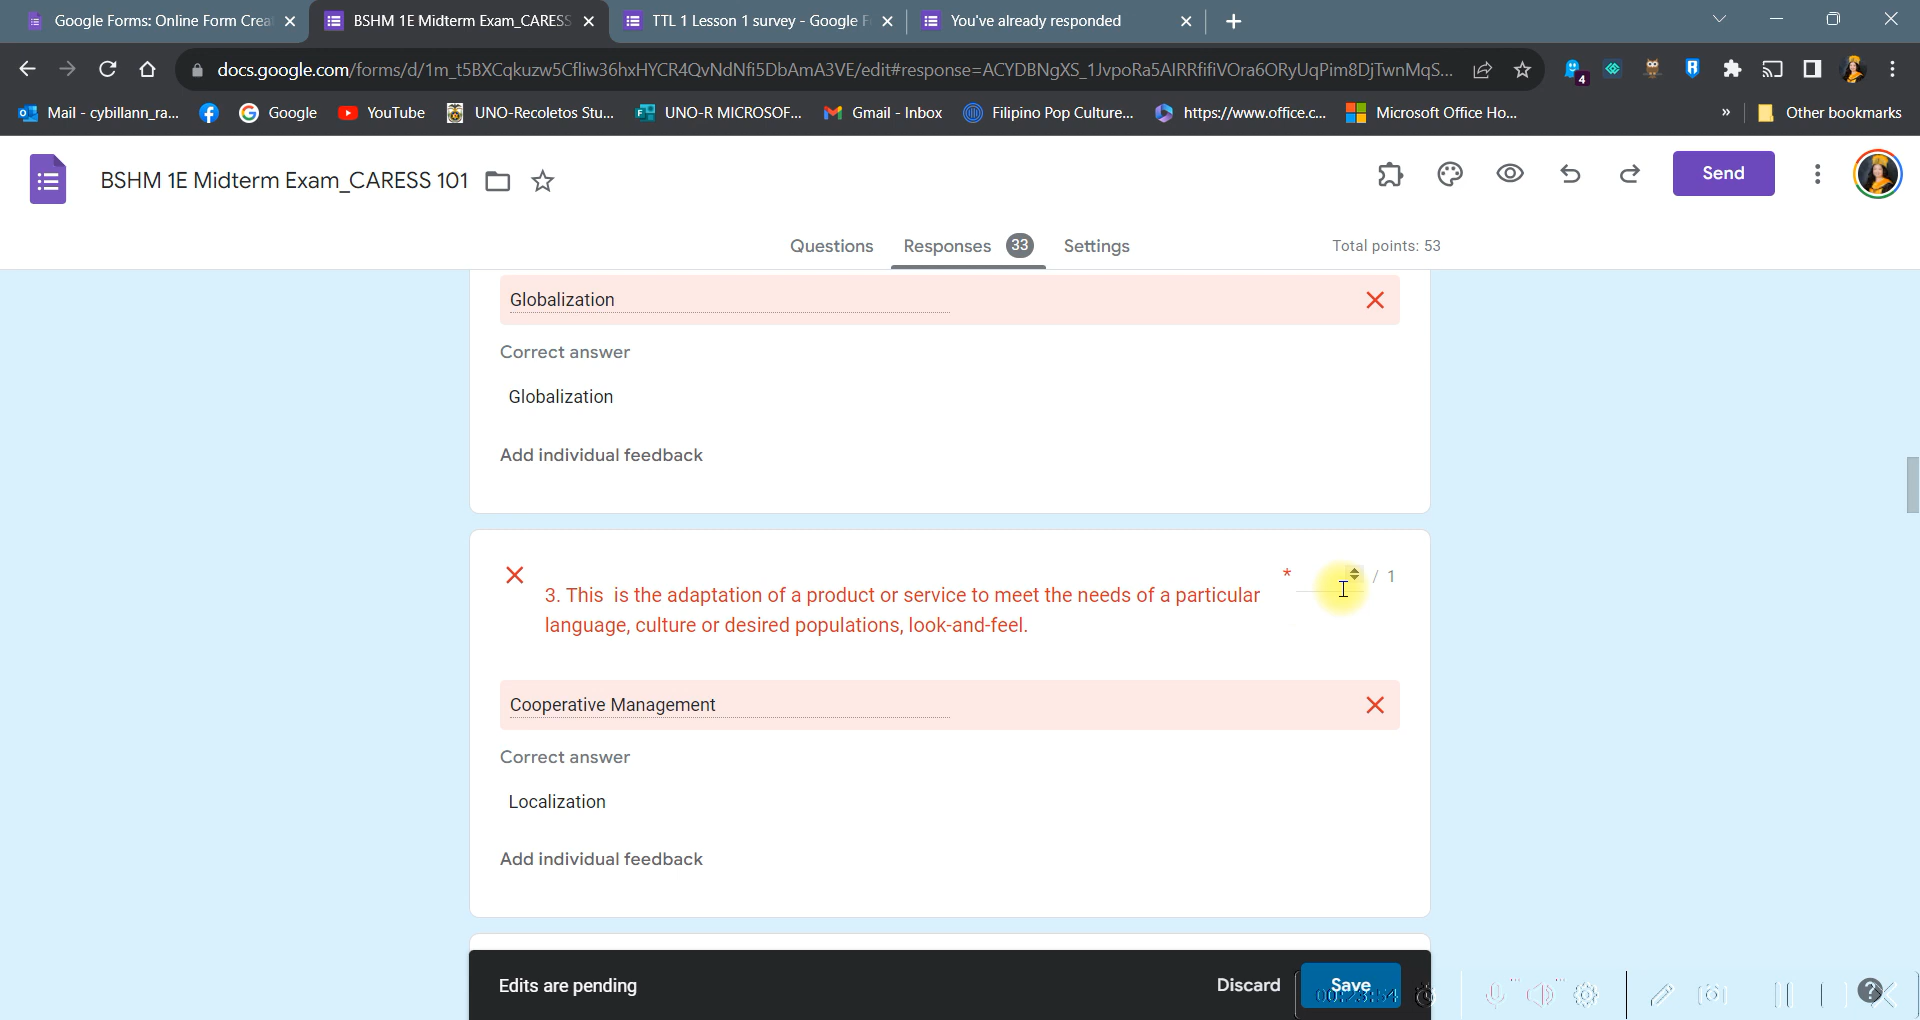 Google Forms: Online Form Crea
BSHM 1E Midterm Exam_CARESS
TTL 1 Lesson 1 survey - Google F
You've already responded
docs.google.com/forms/d/1m_t5BXCqkuzw5Cfliw36hxHYCR4QvNdNfi5DbAmA3VE/edit#response=ACYDBNgXS_1JvpoRa5AIRRfifiVOra6ORyUqPim8DjTwnMqS...
4
Mail - cybillann_ra...
Google
YouTube
UNO-Recoletos Stu...
UNO-R MICROSOF...
Gmail - Inbox
Filipino Pop Culture...
https://www.office.c...
Microsoft Office Ho...
»
Other bookmarks
BSHM 1E Midterm Exam_CARESS 101
Send
Questions
Responses 33
Settings
Total points: 53
Globalization
Correct answer
Globalization
Add individual feedback
* / 1
3. This is the adaptation of a product or service to meet the needs of a particular
language, culture or desired populations, look-and-feel.
Cooperative Management
Correct answer
Localization
Add individual feedback
Edits are pending
Discard
Save
00:23:54